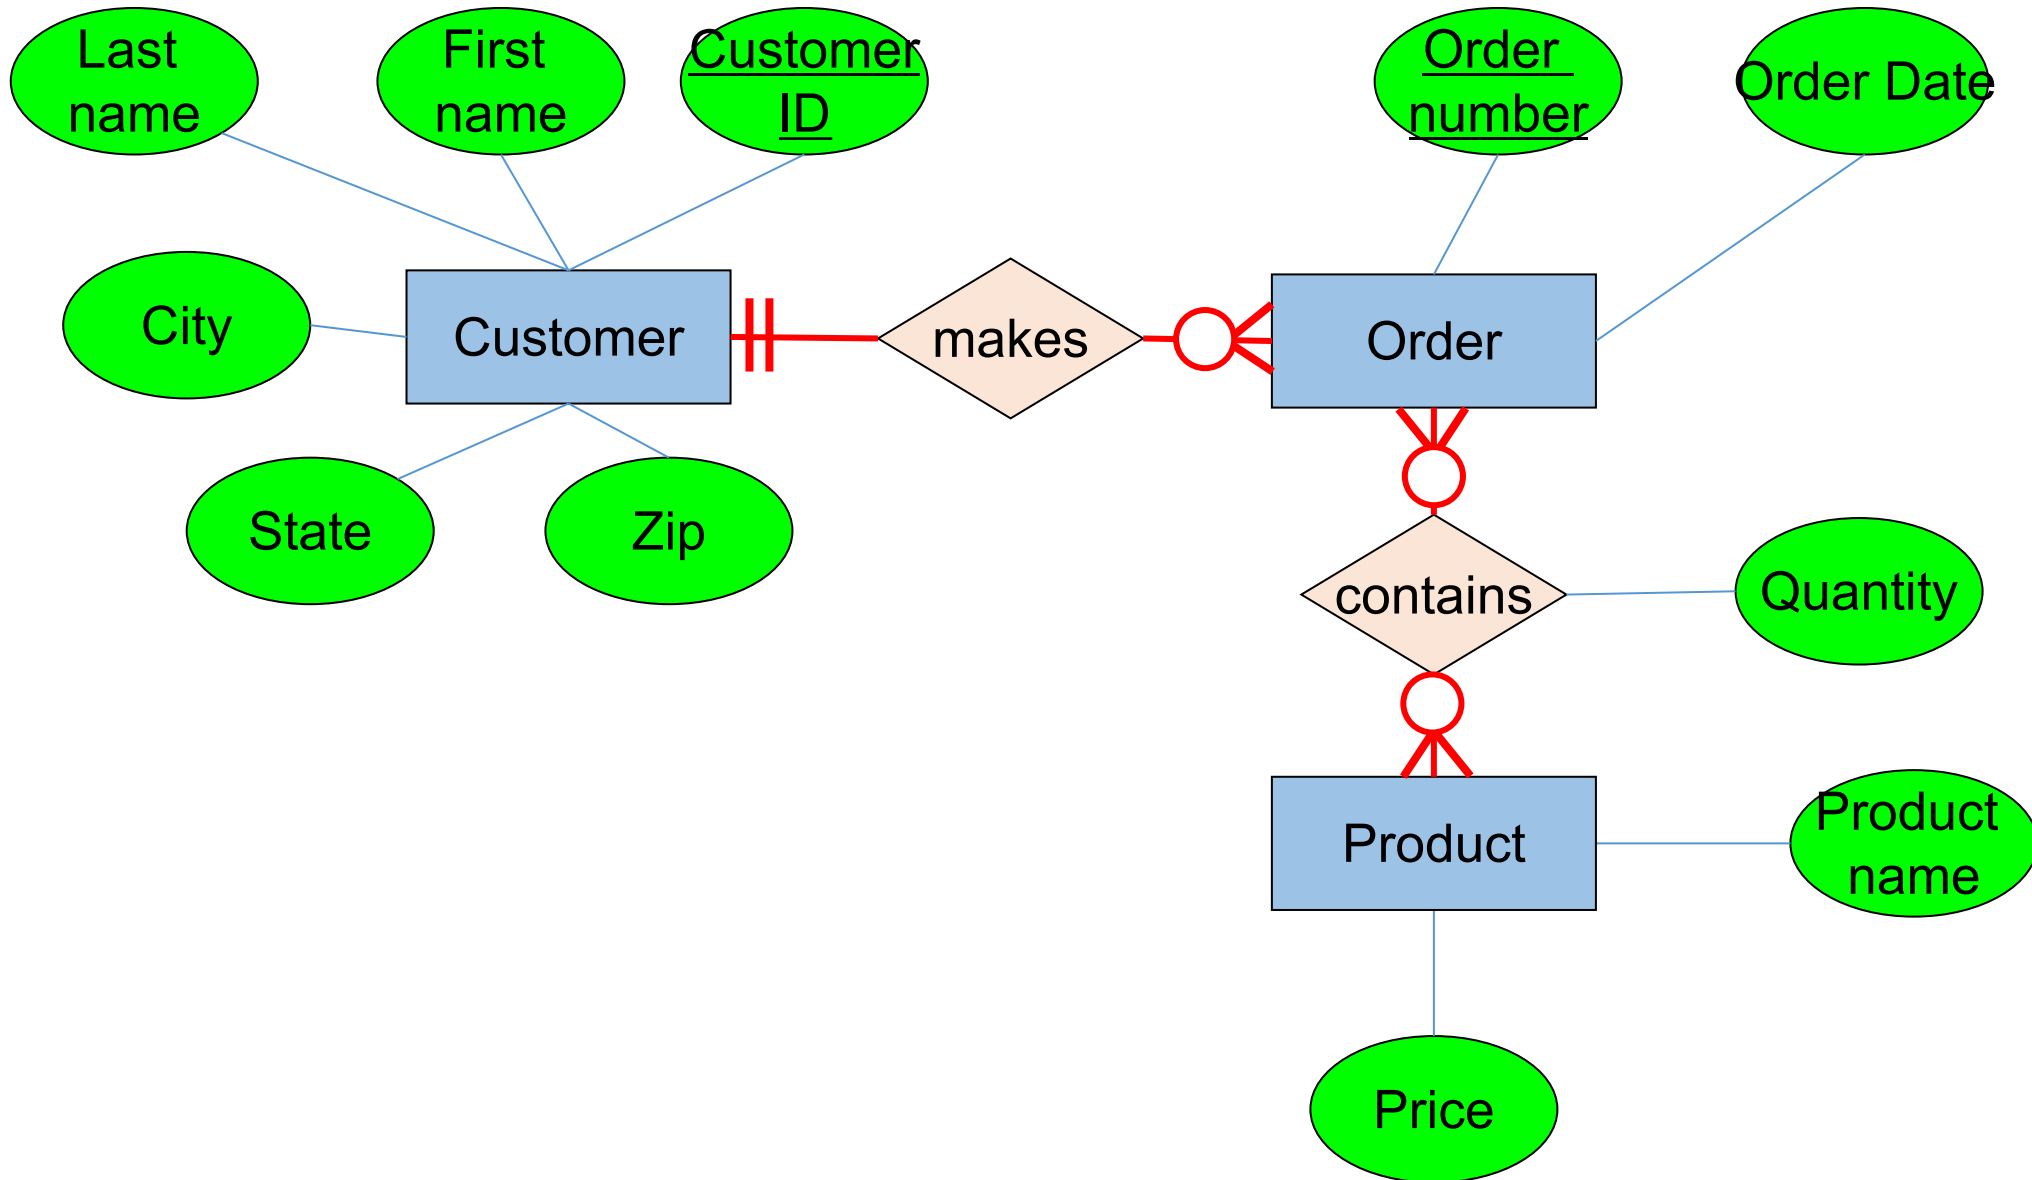 Last
name
First
name
Customer
ID
Order
number
Order Date
City
Customer
makes
Order
State
Zip
contains
Quantity
Product
Product
name
Price